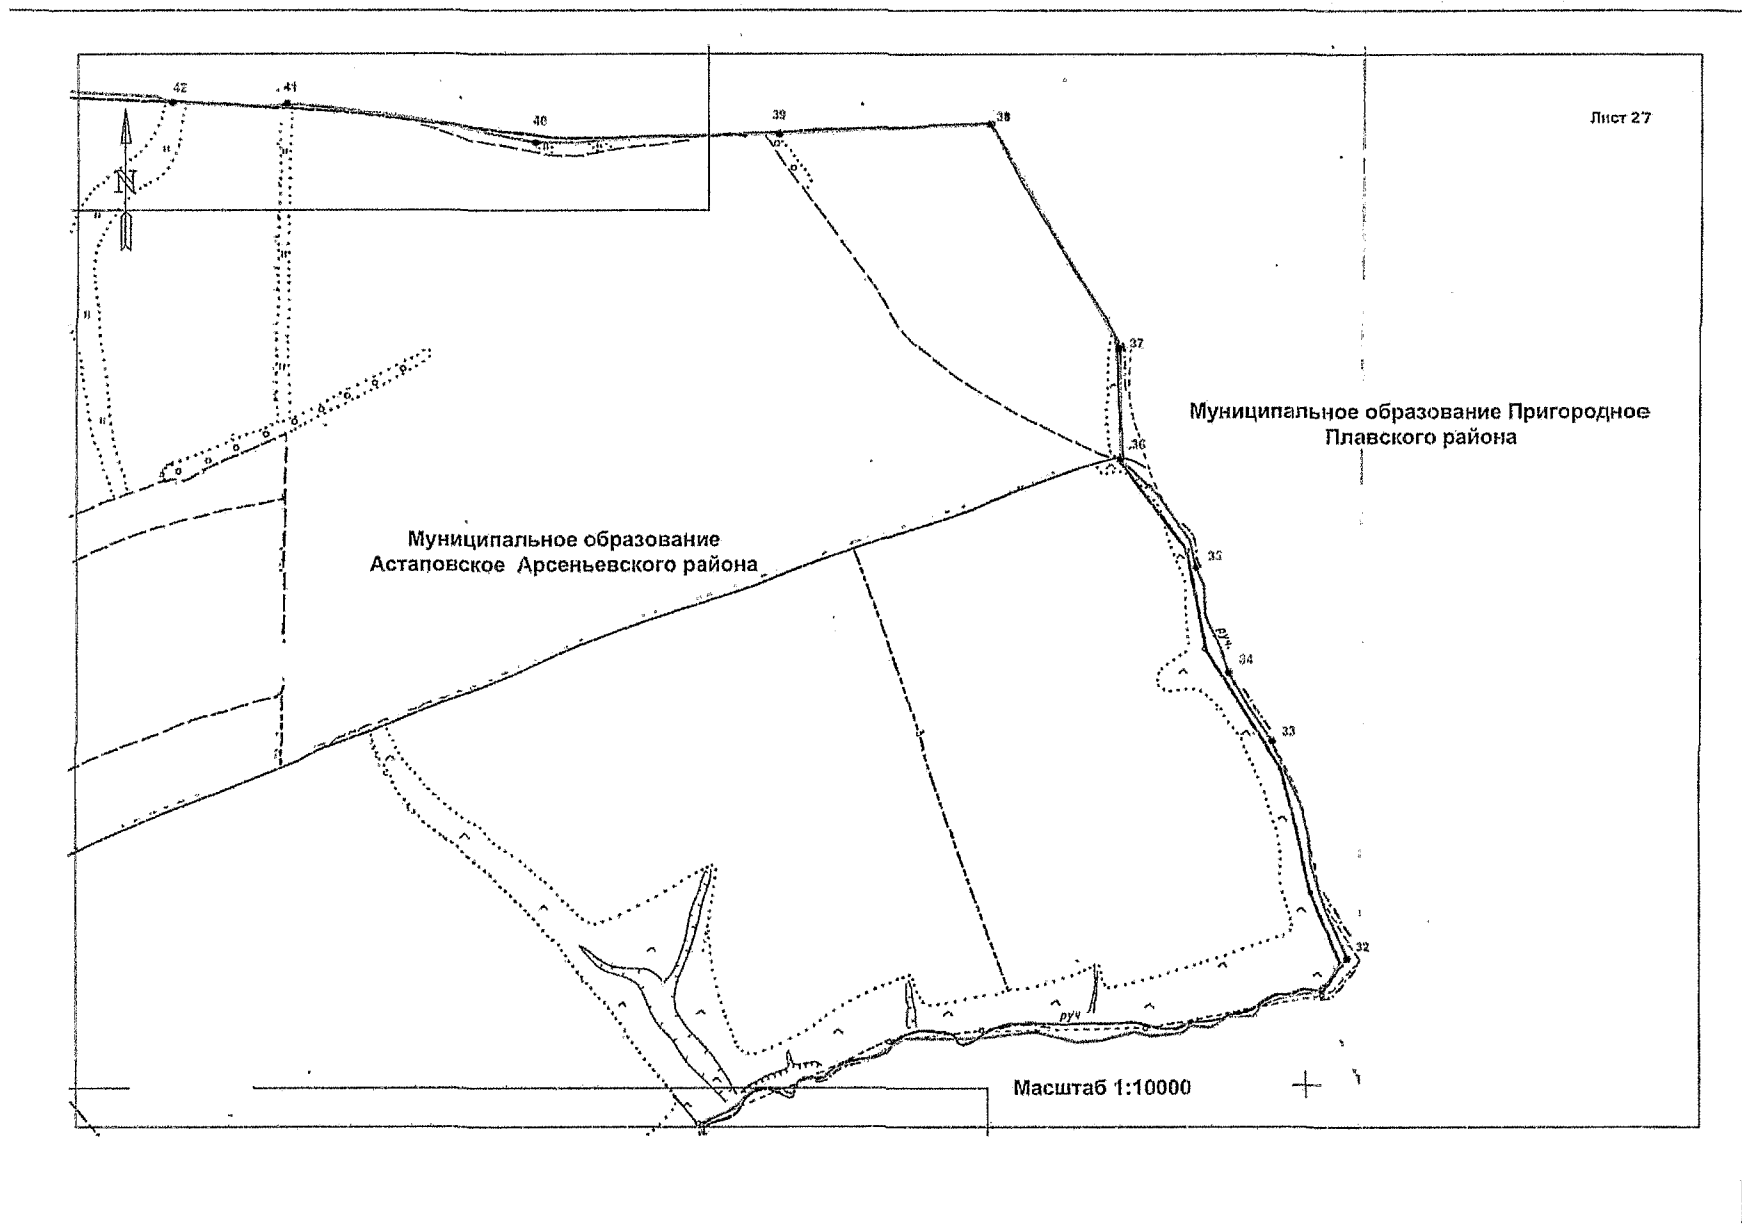 42
41
40
39
38
Лист 27
N
37
Муниципальное образование Пригородное
Плавского района
36
Муниципальное образование
Астаповское Арсеньевского района
35
руч
34
33
32
руч
Масштаб 1:10000